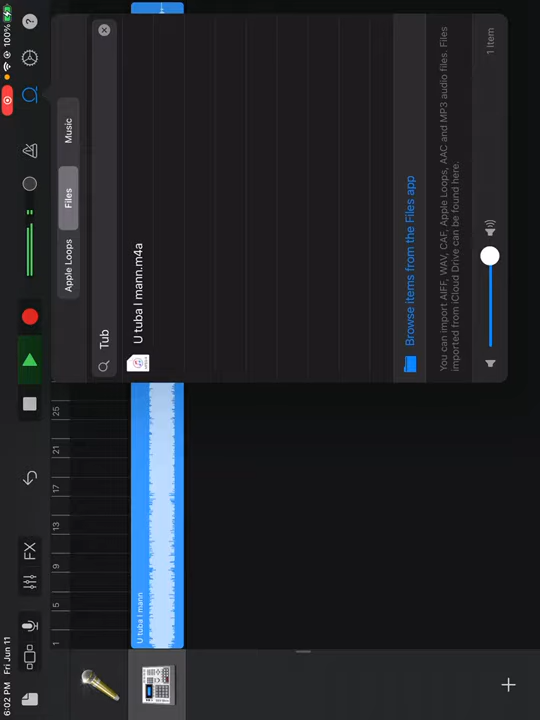 6:02 PM Fri Jun 11
100%
FX
?
1 5 9 13 17 21 25
U tuba l mann
Apple Loops Files Music
Tub
U tuba l mann.m4a
Browse items from the Files app
You can import AIFF, WAV, CAF, Apple Loops, AAC and MP3 audio files. Files
imported from iCloud Drive can be found here.
1 Item